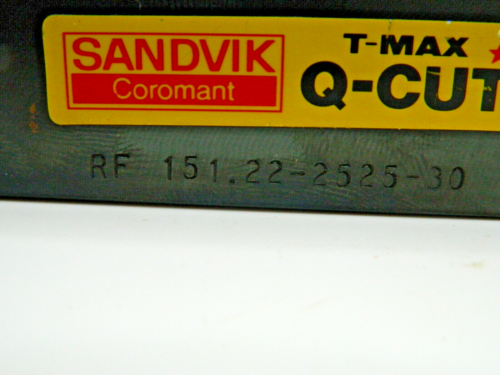 SANDVIK
Coromant
T-MAX
Q-CUT
RF 151.22-2525-30